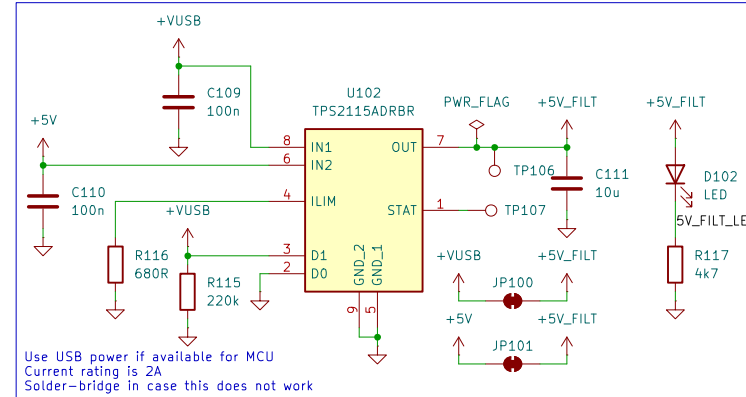 +VUSB
C109
100n
U102
TPS2115ADRBR
PWR_FLAG
+5V_FILT
+5V_FILT
+5V
8
IN1
OUT
7
6
IN2
TP106
C111
10u
D102
LED
C110
100n
4
ILIM
+VUSB
STAT
1
TP107
5V_FILT_LE
R116
680R
3
D1
2
D0
GND_2
GND_1
+VUSB
JP100
+5V_FILT
R117
4k7
R115
220k
9
5
+5V
JP101
+5V_FILT
Use USB power if available for MCU
Current rating is 2A
Solder-bridge in case this does not work